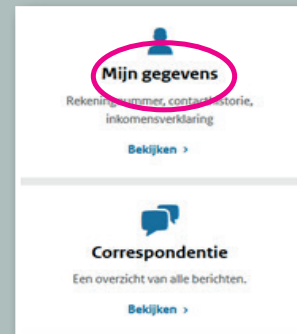 Mijn gegevens
Rekeningnummer, contacthistorie,
inkomensverklaring
Bekijken >
Correspondentie
Een overzicht van alle berichten.
Bekijken >